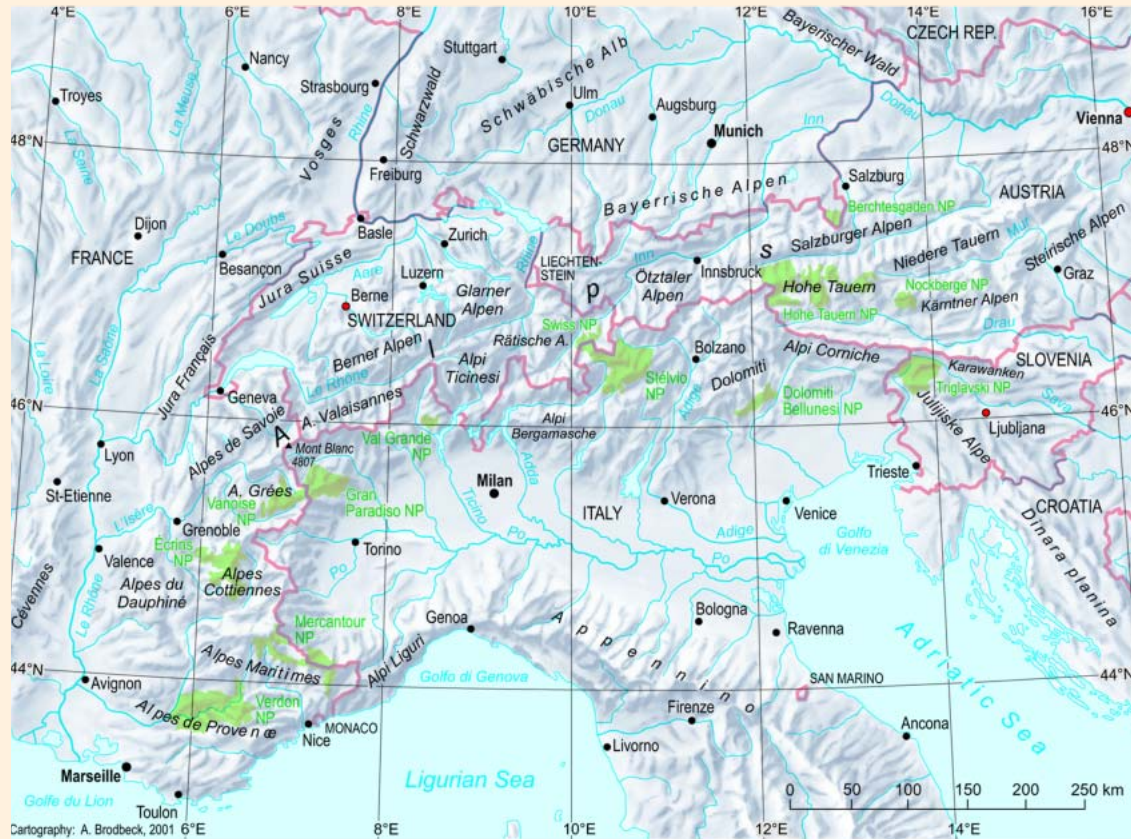 4°E
6°E
8°E
10°E
12°E
14°E
16°E
CZECH REP.
Bayerischer Wald
Nancy
Stuttgart
Strasbourg
Schwäbische Alb
Ulm
Troyes
La Meuse
Rhine
Schwarzwald
Donau
Augsburg
Donau
Inn
Munich
Vienna
La Seine
Vosges
GERMANY
48°N
48°N
Freiburg
Salzburg
AUSTRIA
Bayerrische Alpen
Berchtesgaden NP
Dijon
Le Doubs
Basle
Zurich
Rhine
LIECHTEN-
STEIN
Inn
Innsbruck
S
Salzburger Alpen
Niedere Tauern
Mur
Steirische Alpen
FRANCE
Besançon
Jura Suisse
Aare
Luzern
Glarner
Alpen
Ötztaler
Alpen
Hohe Tauern
Nockberge NP
Graz
Berne
SWITZERLAND
p
Hohe Tauern NP
Kärntner Alpen
La Loire
La Saône
Jura Français
Berner Alpen
l
Rätische A.
Swiss NP
Bolzano
Alpi Corniche
Drau
SLOVENIA
Alpi
Ticinesi
Stélvio
NP
Dolomiti
Karawanken
46°N
Geneva
Le Rhône
Adige
Dolomiti
Bellunesi NP
Triglavski NP
46°N
Alpes de Savoie
A
A. Valaisannes
Val Grande
NP
Alpi
Bergamasche
Julijske Alpe
Ljubljana
Sava
Lyon
Mont Blanc
4807
Adda
Trieste
St-Etienne
A. Grées
Vanoise
NP
Gran
Paradiso NP
Ticino
Milan
ITALY
Verona
Venice
CROATIA
L'Isère
Grenoble
Po
Adige
Golfo
di Venezia
Écrins
NP
Torino
Po
Valence
Alpes
Cottiennes
Po
Dinara planina
Cévennes
Alpes du
Dauphiné
Le Rhône
Mercantour
NP
Genoa
Appennino
Bologna
Ravenna
Adriatic Sea
44°N
Alpes Maritimes
Alpi Liguri
Golfo di Genova
44°N
Avignon
SAN MARINO
Alpes de Provence
Verdon
NP
MONACO
Nice
Firenze
Ancona
Livorno
Marseille
Ligurian Sea
Golfe du Lion
Toulon
0 50 100 150 200 250 km
Cartography: A. Brodbeck, 2001
6°E
8°E
10°E
12°E
14°E